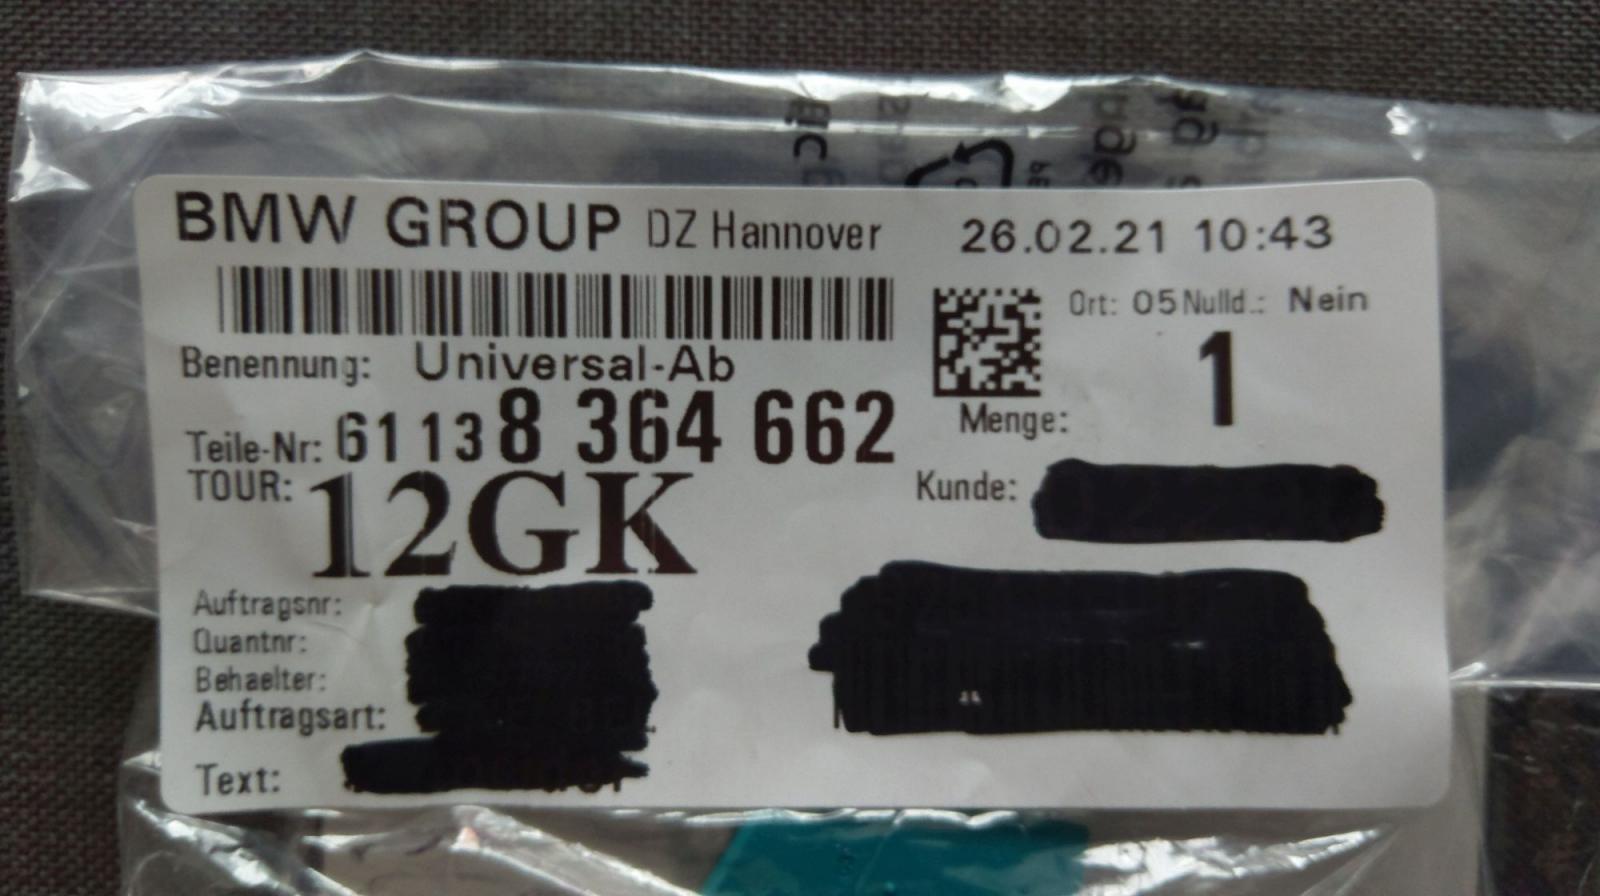 BMW GROUP DZ Hannover 26.02.21 10:43
Ort: 05 Nulld.: Nein
Benennung: Universal-Ab
Menge: 1
Teile-Nr: 61 13 8 364 662
TOUR: 12GK
Kunde:
Auftragsnr:
Quantnr:
Behaelter:
Auftragsart:
Text: